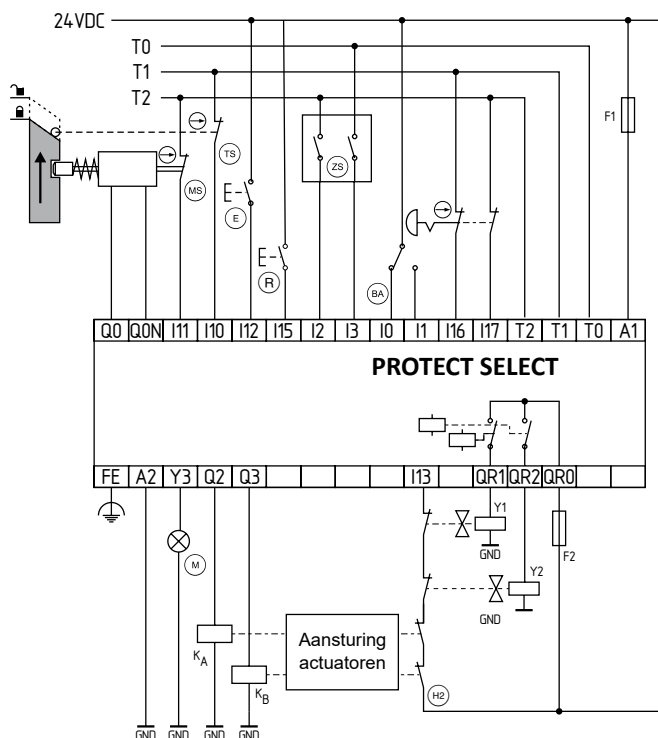 24VDC
T0
T1
T2
F1
TS
MS
ZS
E
R
BA
Q0 Q0N I11 I10 I12 I15 I2 I3 I0 I1 I16 I17 T2 T1 T0 A1
PROTECT SELECT
FE A2 Y3 Q2 Q3 I13 QR1 QR2 QR0
Y1
GND
F2
M
Y2
GND
KA
Aansturing
actuatoren
KB
H2
GND GND GND GND